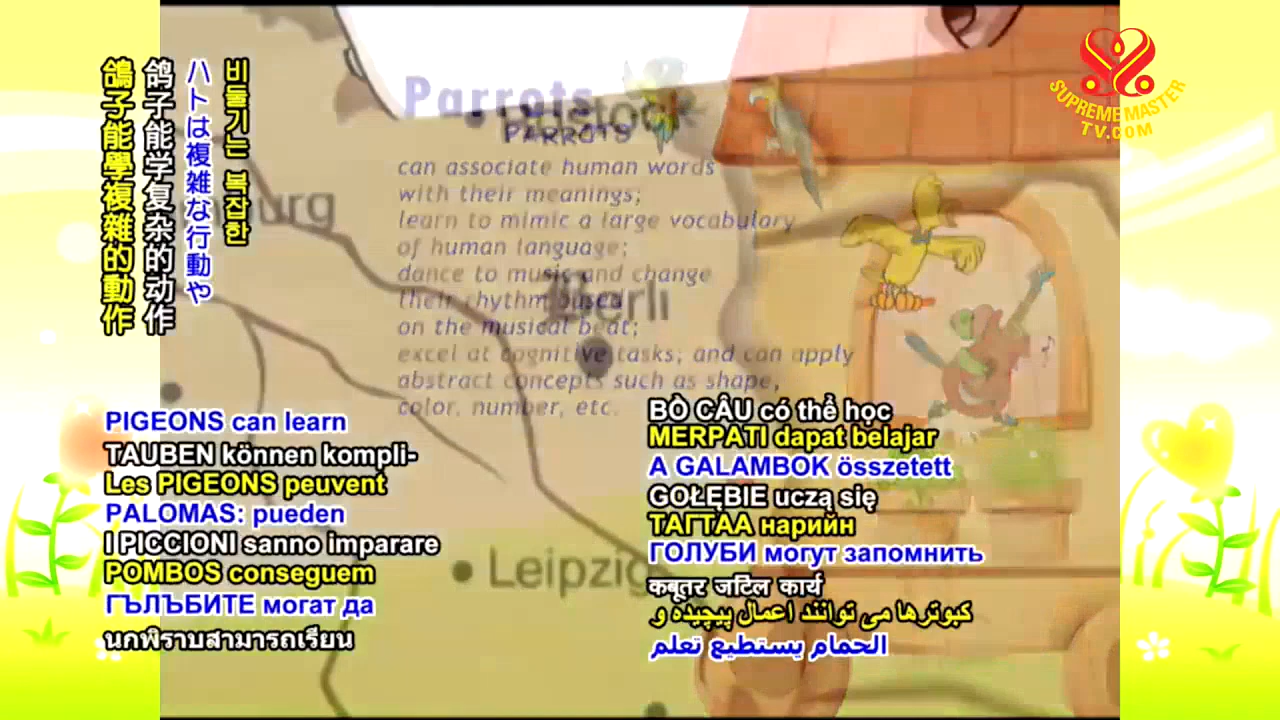 鴿子能學複雜的動作
鸽子能学复杂的动作
ハトは複雑な行動や
비둘기는 복잡한
SUPREME MASTER
TV.COM
Parrots
PARROTS
can associate human words
with their meanings;
learn to mimic a large vocabulary
of human language;
dance to music and change
their rhythm based
on the musical beat;
excel at cognitive tasks; and can apply
abstract concepts such as shape,
color, number, etc.
Rostock
burg
Berli
Leipzig
PIGEONS can learn
TAUBEN können kompli-
Les PIGEONS peuvent
PALOMAS: pueden
I PICCIONI sanno imparare
POMBOS conseguem
ГЪЛЪБИТЕ могат да
นกพิราบสามารถเรียน
BÒ CÂU có thể học
MERPATI dapat belajar
A GALAMBOK összetett
GOŁĘBIE uczą się
ТАГТАА нарийн
ГОЛУБИ могут запомнить
कबूतर जटिल कार्य
کبوترها می توانند اعمال پیچیده و
الحمام يستطيع تعلم